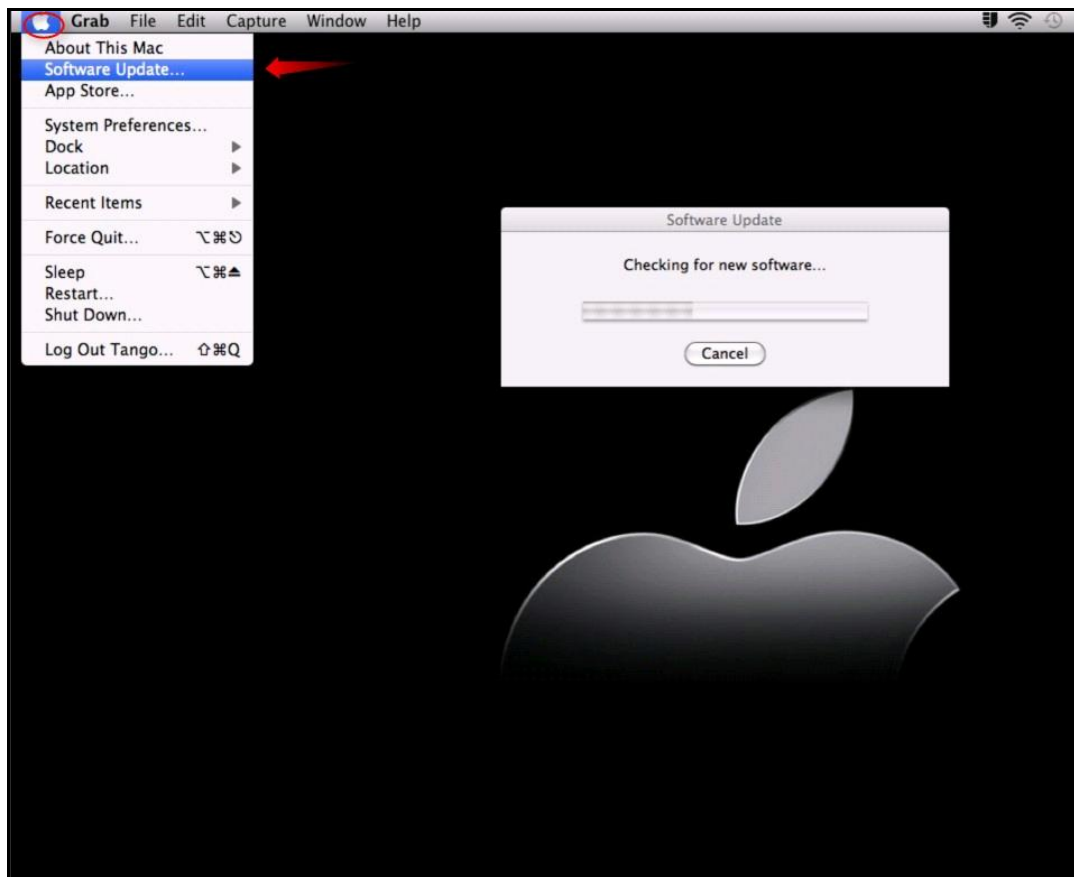 Grab File Edit Capture Window Help
About This Mac
Software Update...
App Store...
System Preferences...
Dock
Location
Recent Items
Force Quit... ⌥⌘⎋
Sleep ⌥⌘⏏
Restart...
Shut Down...
Log Out Tango... ⇧⌘Q
Software Update
Checking for new software...
Cancel